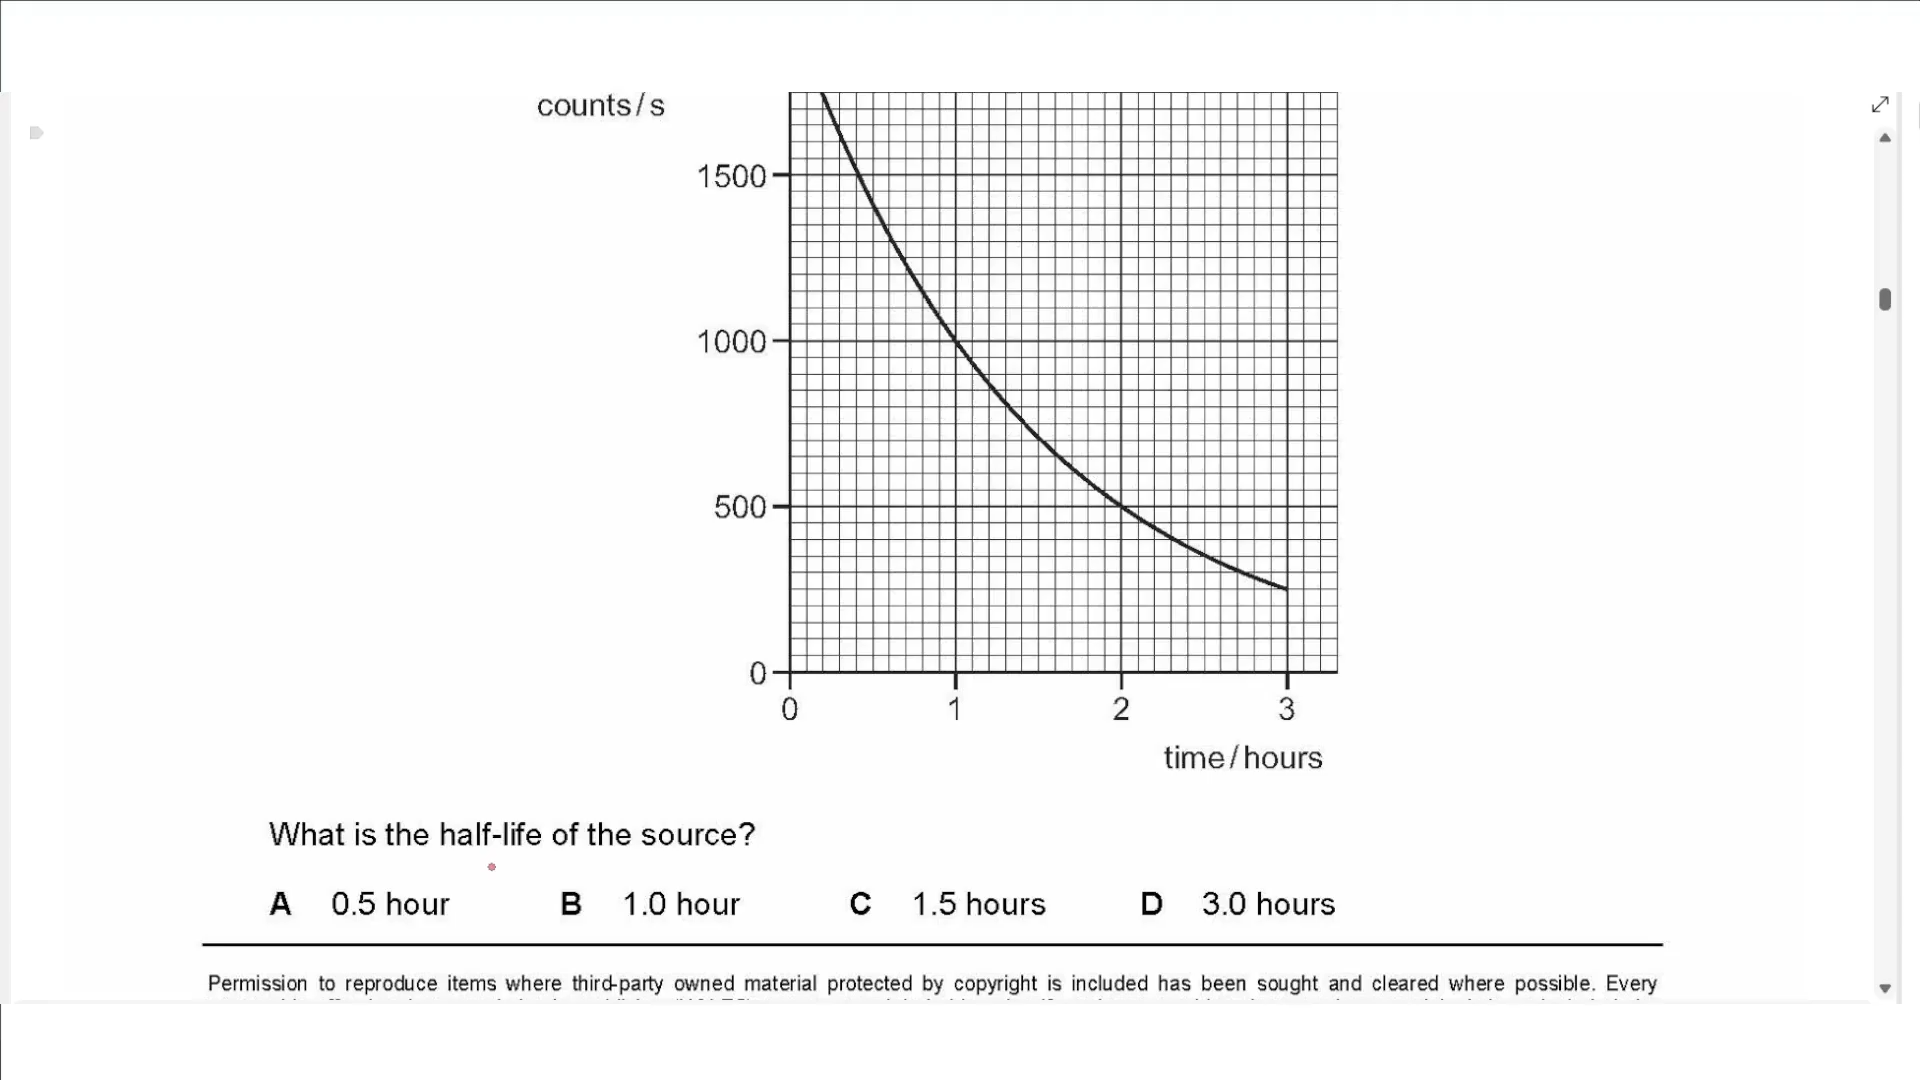 counts / s
1500
1000
500
0
0 1 2 3
time / hours
What is the half-life of the source?
A 0.5 hour B 1.0 hour C 1.5 hours D 3.0 hours
Permission to reproduce items where third-party owned material protected by copyright is included has been sought and cleared where possible. Every